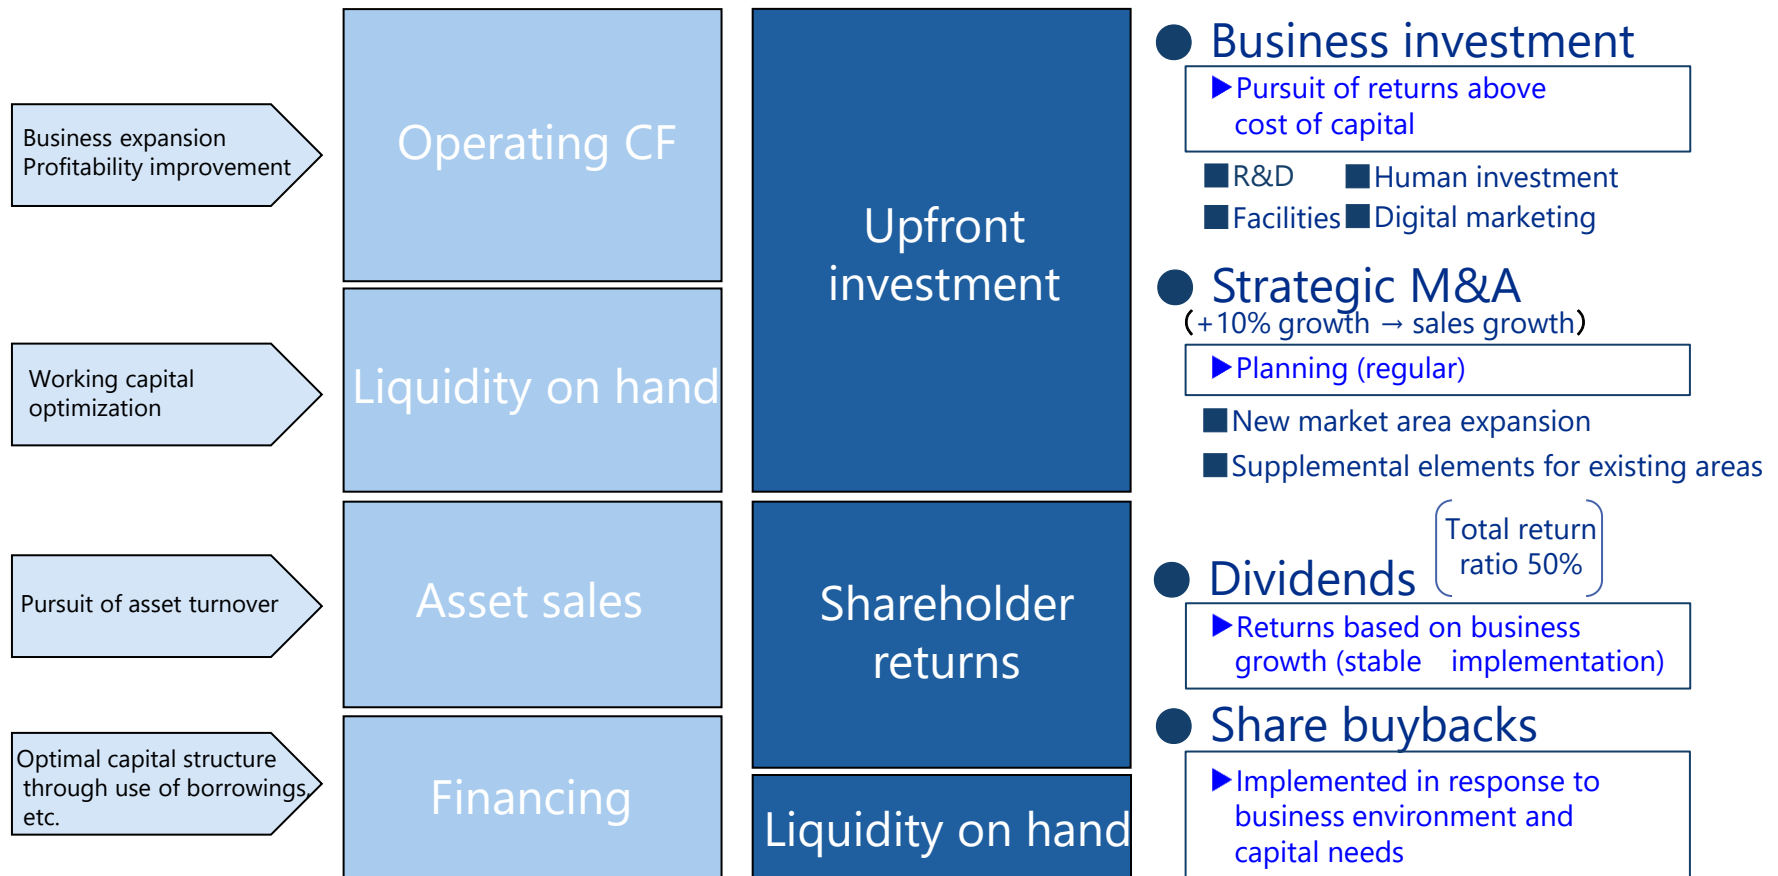 Business expansion
Profitability improvement
Working capital
optimization
Pursuit of asset turnover
Optimal capital structure
through use of borrowings,
etc.
Operating CF
Liquidity on hand
Asset sales
Financing
Upfront
investment
Shareholder
returns
Liquidity on hand
● Business investment
▶Pursuit of returns above
cost of capital
■R&D ■Human investment
■Facilities ■Digital marketing
● Strategic M&A
(+10% growth → sales growth)
▶Planning (regular)
■New market area expansion
■Supplemental elements for existing areas
Total return
ratio 50%
● Dividends
▶Returns based on business
growth (stable implementation)
● Share buybacks
▶Implemented in response to
business environment and
capital needs